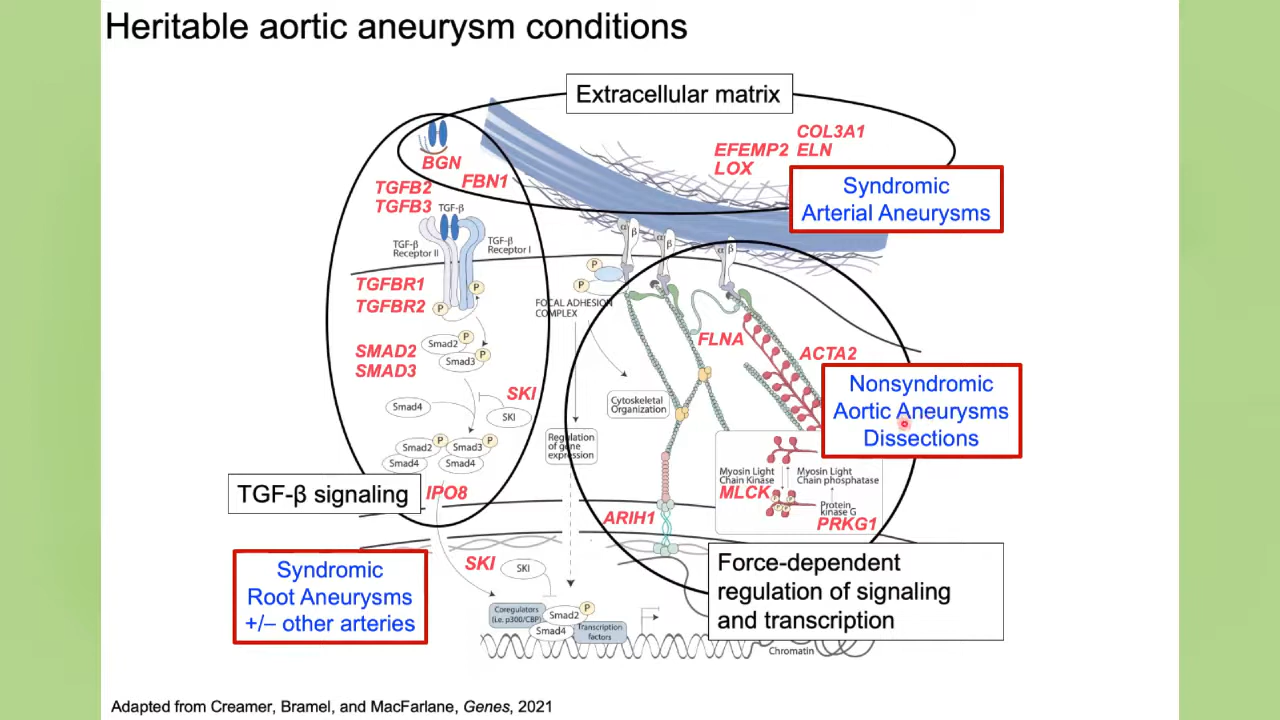 Heritable aortic aneurysm conditions
Extracellular matrix
COL3A1
EFEMP2 ELN
LOX
BGN
FBN1
TGFB2
TGFB3
TGF-β
Syndromic
Arterial Aneurysms
α β
α β
α β
TGF-β
Receptor II
TGF-β
Receptor I
P
P
P
P
FOCAL ADHESION
COMPLEX
TGFBR1
TGFBR2
FLNA
ACTA2
SMAD2
SMAD3
Smad2
P
Smad3
P
SKI
SKI
Smad4
Cytoskeletal
Organization
Nonsyndromic
Aortic Aneurysms
Dissections
Regulation
of gene
expression
Smad2
P
Smad3
P
Smad4
Smad4
Myosin Light
Chain Kinase
MLCK
Myosin Light
Chain phosphatase
P
P
Protein
kinase G
PRKG1
TGF-β signaling
IPO8
ARIH1
Force-dependent
regulation of signaling
and transcription
SKI
SKI
Syndromic
Root Aneurysms
+/– other arteries
Coregulators
(i.e. p300/CBP)
Smad2
P
Smad4
Transcription
factors
Chromatin
Adapted from Creamer, Bramel, and MacFarlane, Genes, 2021